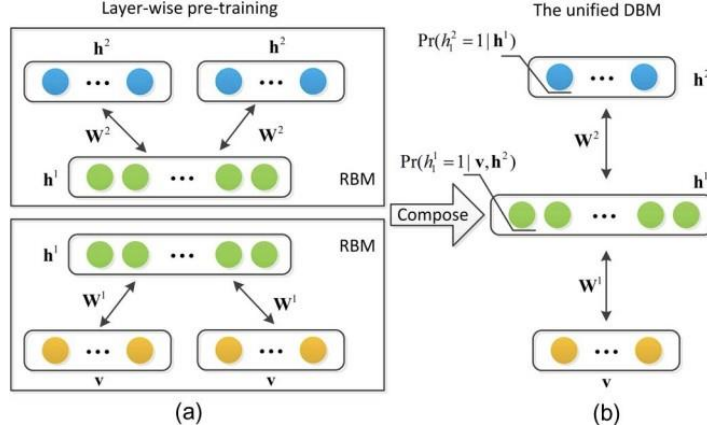 Layer-wise pre-training
h² h²
W² W²
h¹
RBM
h¹
RBM
W¹ W¹
v v
(a)
Compose
The unified DBM
Pr(h₁² = 1 | h¹)
h²
W²
Pr(h₁¹ = 1 | v, h²)
h¹
W¹
v
(b)